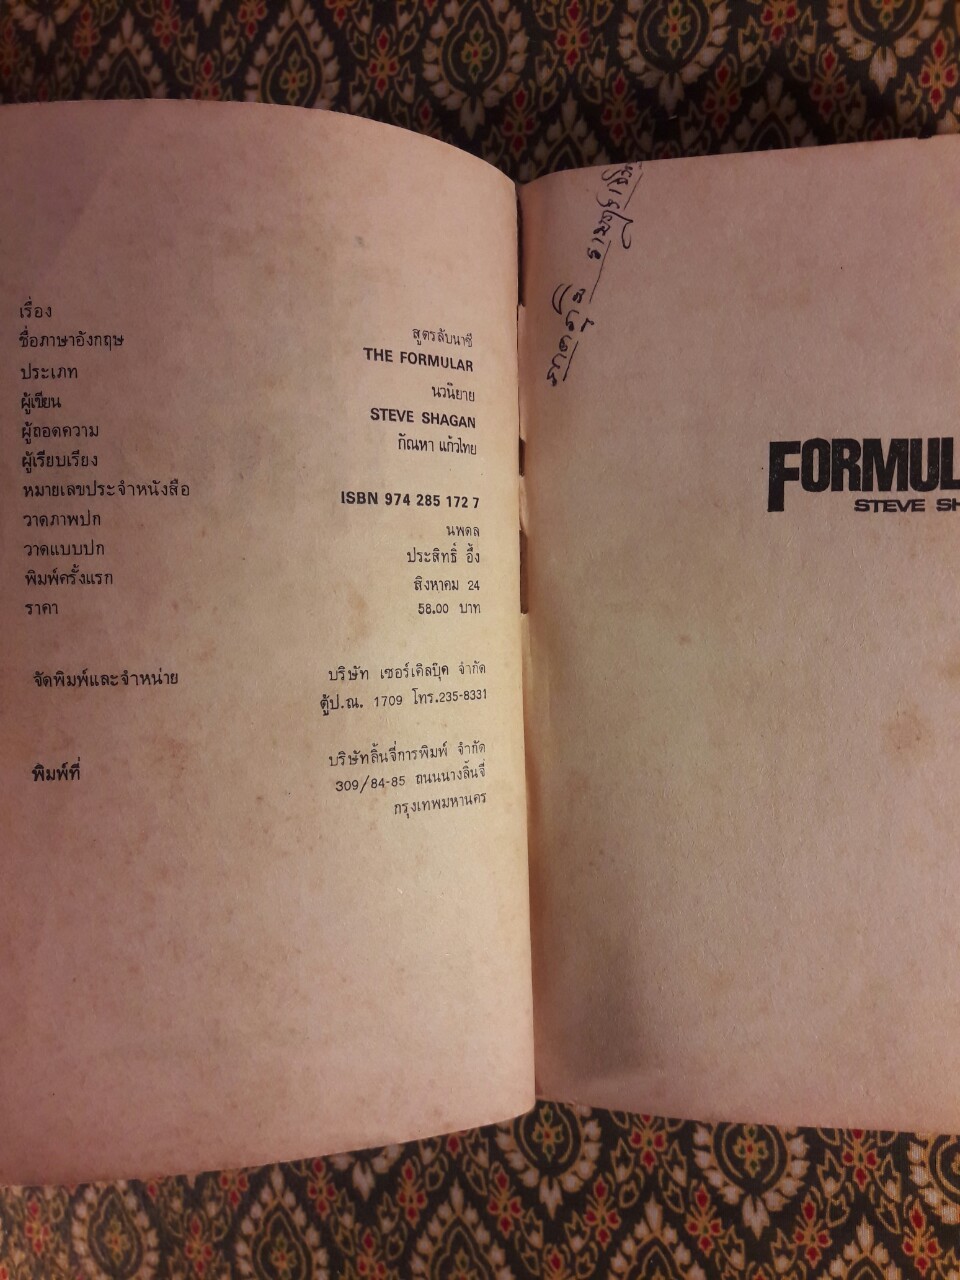 เรื่อง สูตรลับนาซี
ชื่อภาษาอังกฤษ THE FORMULAR
ประเภท นวนิยาย
ผู้เขียน STEVE SHAGAN
ผู้ถอดความ กัณหา แก้วไทย
ผู้เรียบเรียง
หมายเลขประจำหนังสือ ISBN 974 285 172 7
วาดภาพปก นพดล
วาดแบบปก ประสิทธิ์ อึ้ง
พิมพ์ครั้งแรก สิงหาคม 24
ราคา 58.00 บาท
จัดพิมพ์และจำหน่าย บริษัท เซอร์เคิลบุ๊ค จำกัด
ตู้ป.ณ. 1709 โทร.235-8331
พิมพ์ที่ บริษัทลิ้นจี่การพิมพ์ จำกัด
309/84-85 ถนนนางลิ้นจี่
กรุงเทพมหานคร
FORMUL
STEVE SH